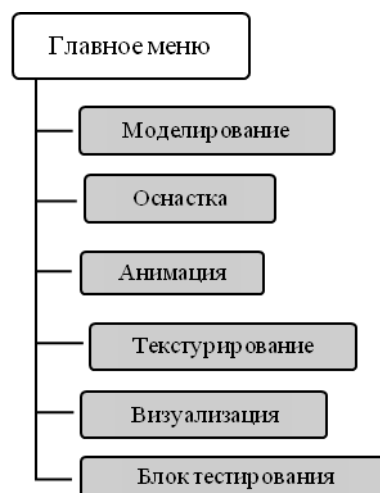 Главное меню
Моделирование
Оснастка
Анимация
Текстурирование
Визуализация
Блок тестирования